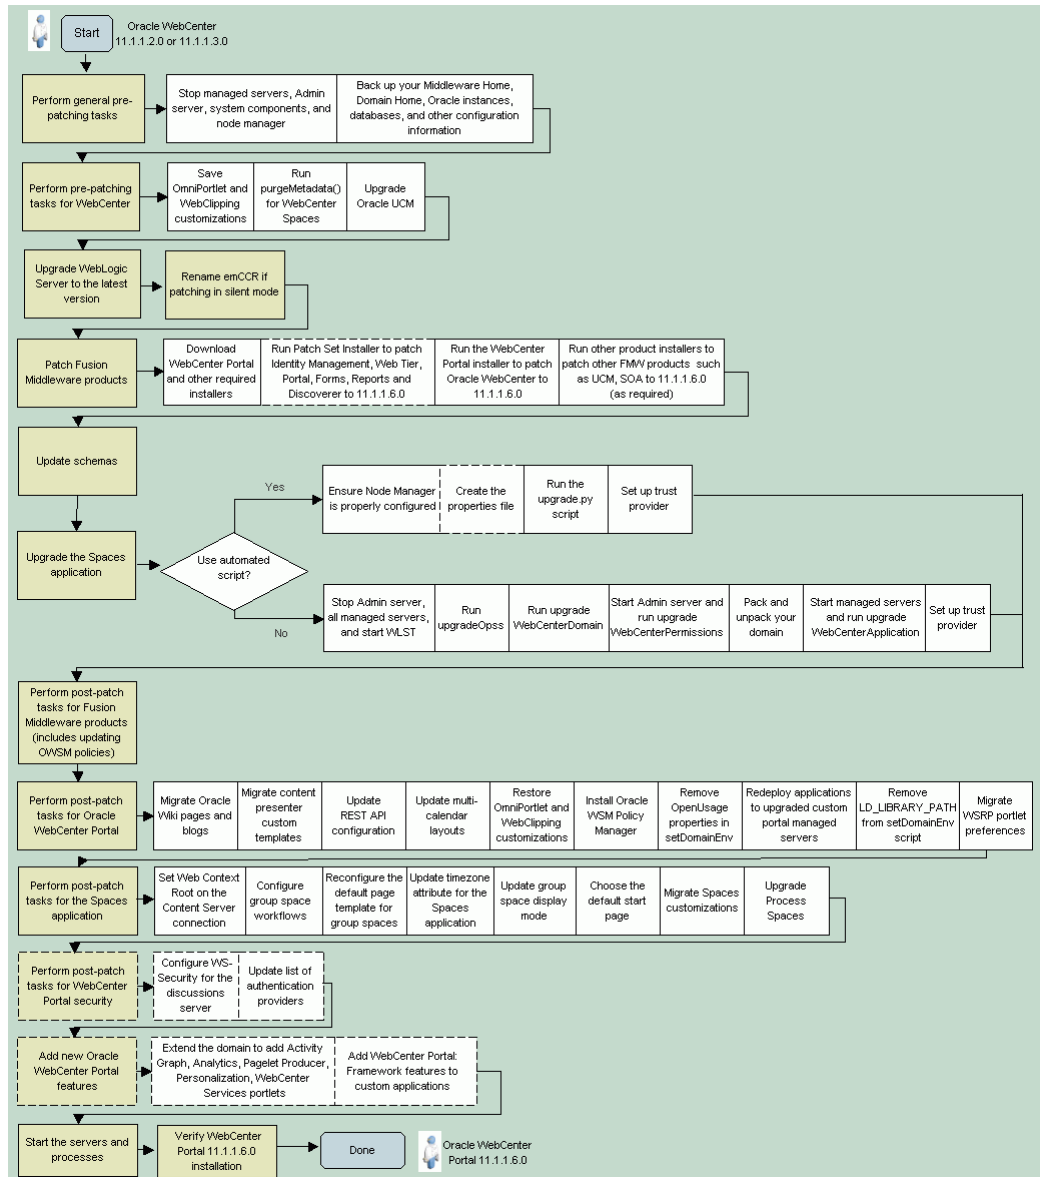 Start
Oracle WebCenter
11.1.1.2.0 or 11.1.1.3.0
Perform general pre-
patching tasks
Stop managed servers, Admin
server, system components, and
node manager
Back up your Middleware Home,
Domain Home, Oracle instances,
databases, and other configuration
information
Perform pre-patching
tasks for WebCenter
Save
OmniPortlet and
WebClipping
customizations
Run
purgeMetadata()
for WebCenter
Spaces
Upgrade
Oracle UCM
Upgrade WebLogic
Server to the latest
version
Rename emCCR if
patching in silent mode
Patch Fusion
Middleware products
Download
WebCenter Portal
and other required
installers
Run Patch Set Installer to patch
Identity Management, Web Tier,
Portal, Forms, Reports and
Discoverer to 11.1.1.6.0
Run the WebCenter
Portal installer to patch
Oracle WebCenter to
11.1.1.6.0
Run other product installers to
patch other FMW products such
as UCM, SOA to 11.1.1.6.0
(as required)
Update schemas
Upgrade the Spaces
application
Use automated
script?
Yes
Ensure Node Manager
is properly configured
Create the
properties file
Run the
upgrade.py
script
Set up trust
provider
No
Stop Admin server,
all managed servers,
and start WLST
Run
upgradeOpss
Run upgrade
WebCenterDomain
Start Admin server and
run upgrade
WebCenterPermissions
Pack and
unpack your
domain
Start managed servers
and run upgrade
WebCenterApplication
Set up trust
provider
Perform post-patch
tasks for Fusion
Middleware products
(includes updating
OWSM policies)
Perform post-patch
tasks for Oracle
WebCenter Portal
Migrate Oracle
Wiki pages and
blogs
Migrate content
presenter
custom
templates
Update
REST API
configuration
Update multi-
calendar
layouts
Restore
OmniPortlet and
WebClipping
customizations
Install Oracle
WSM Policy
Manager
Remove
OpenUsage
properties in
setDomainEnv
Redeploy applications
to upgraded custom
portal managed
servers
Remove
LD_LIBRARY_PATH
from setDomainEnv
script
Migrate
WSRP portlet
preferences
Perform post-patch
tasks for the Spaces
application
Set Web Context
Root on the
Content Server
connection
Configure
group space
workflows
Reconfigure the
default page
template for
group spaces
Update timezone
attribute for the
Spaces
application
Update group
space display
mode
Choose the
default start
page
Migrate Spaces
customizations
Upgrade
Process
Spaces
Perform post-patch
tasks for WebCenter
Portal security
Configure WS-
Security for the
discussions
server
Update list of
authentication
providers
Add new Oracle
WebCenter Portal
features
Extend the domain to add Activity
Graph, Analytics, Pagelet Producer,
Personalization, WebCenter
Services portlets
Add WebCenter Portal:
Framework features to
custom applications
Start the servers and
processes
Verify WebCenter
Portal 11.1.1.6.0
installation
Done
Oracle WebCenter
Portal 11.1.1.6.0